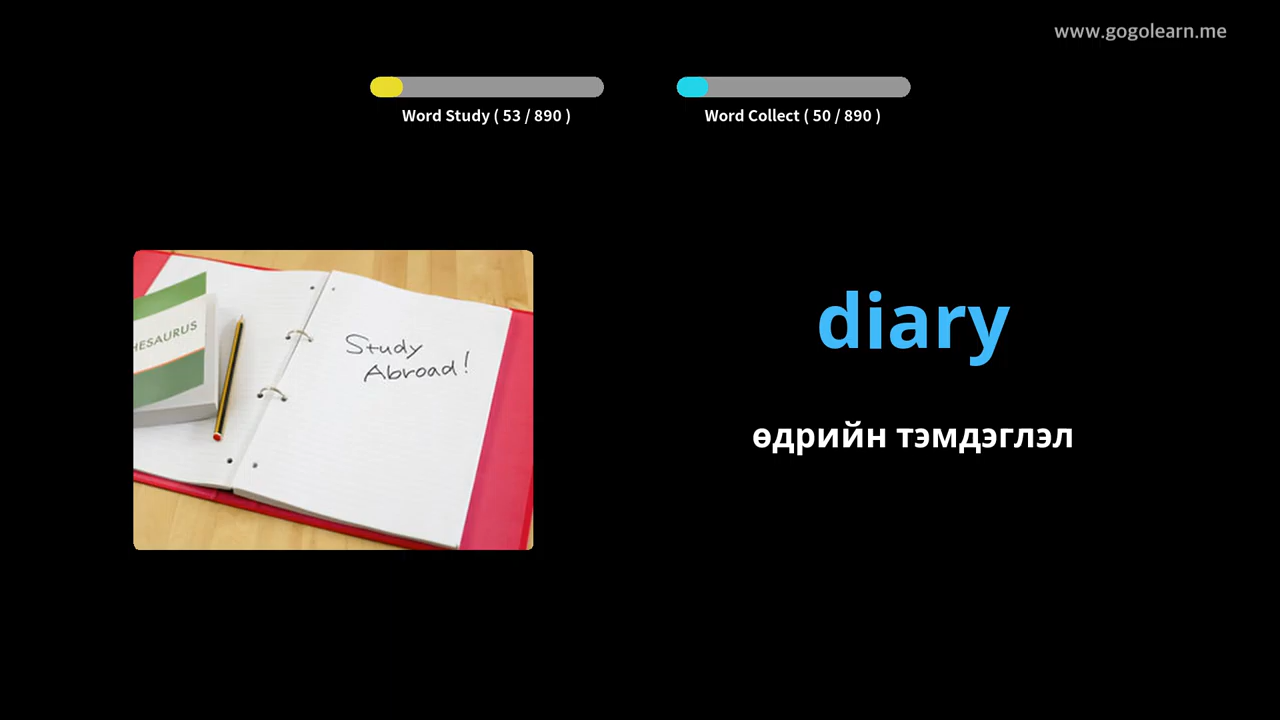 www.gogolearn.me
Word Study ( 53 / 890 )
Word Collect ( 50 / 890 )
HESAURUS
Study
Abroad!
diary
өдрийн тэмдэглэл